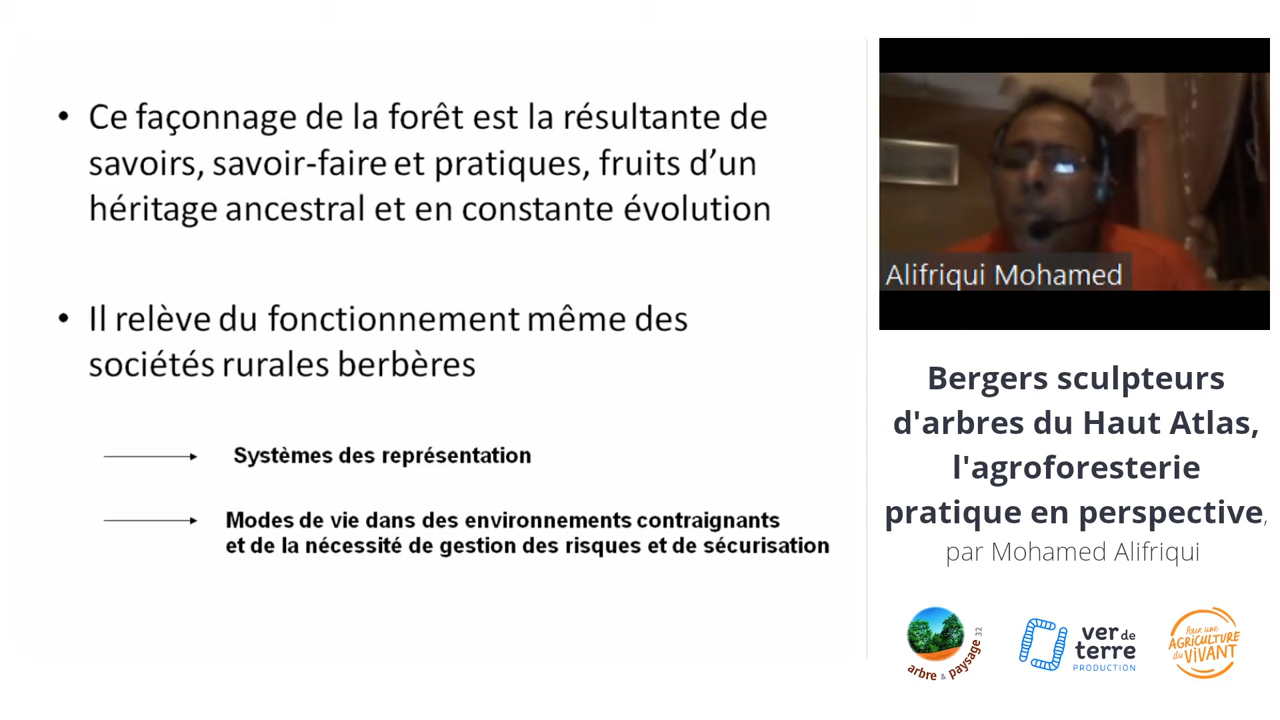 • Ce façonnage de la forêt est la résultante de
savoirs, savoir-faire et pratiques, fruits d’un
héritage ancestral et en constante évolution
• Il relève du fonctionnement même des
sociétés rurales berbères
Systèmes des représentation
Modes de vie dans des environnements contraignants
et de la nécessité de gestion des risques et de sécurisation
Alifriqui Mohamed
Bergers sculpteurs
d'arbres du Haut Atlas,
l'agroforesterie
pratique en perspective,
par Mohamed Alifriqui
arbre & paysage 32
ver de
terre
PRODUCTION
Pour une
AGRICULTURE
du ViVANT